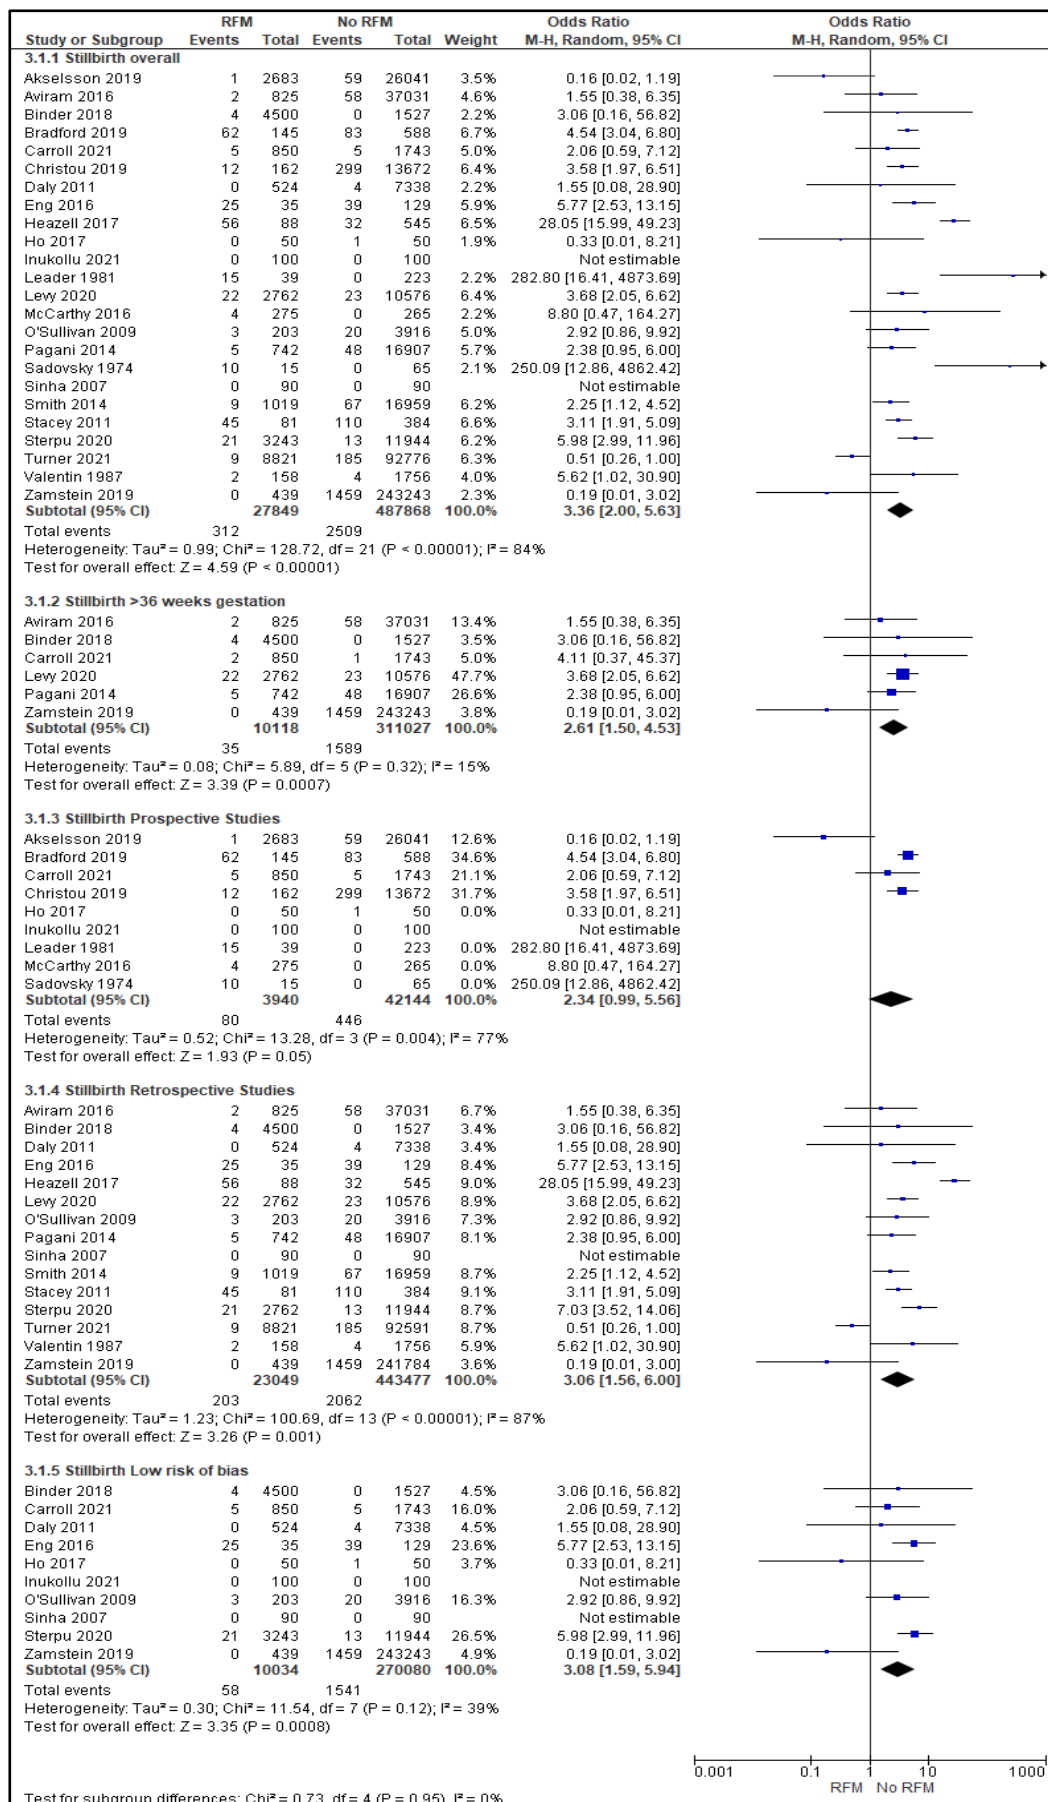 RFM No RFM Odds Ratio Odds Ratio
Study or Subgroup Events Total Events Total Weight M-H, Random, 95% CI M-H, Random, 95% CI
3.1.1 Stillbirth overall
Akselsson 2019 1 2683 59 26041 3.5% 0.16 [0.02, 1.19]
Aviram 2016 2 825 58 37031 4.6% 1.55 [0.38, 6.35]
Binder 2018 4 4500 0 1527 2.2% 3.06 [0.16, 56.82]
Bradford 2019 62 145 83 588 6.7% 4.54 [3.04, 6.80]
Carroll 2021 5 850 5 1743 5.0% 2.06 [0.59, 7.12]
Christou 2019 12 162 299 13672 6.4% 3.58 [1.97, 6.51]
Daly 2011 0 524 4 7338 2.2% 1.55 [0.08, 28.90]
Eng 2016 25 35 39 129 5.9% 5.77 [2.53, 13.15]
Heazell 2017 56 88 32 545 6.5% 28.05 [15.99, 49.23]
Ho 2017 0 50 1 50 1.9% 0.33 [0.01, 8.21]
Inukollu 2021 0 100 0 100 Not estimable
Leader 1981 15 39 0 223 2.2% 282.80 [16.41, 4873.69]
Levy 2020 22 2762 23 10576 6.4% 3.68 [2.05, 6.62]
McCarthy 2016 4 275 0 265 2.2% 8.80 [0.47, 164.27]
O'Sullivan 2009 3 203 20 3916 5.0% 2.92 [0.86, 9.92]
Pagani 2014 5 742 48 16907 5.7% 2.38 [0.95, 6.00]
Sadovsky 1974 10 15 0 65 2.1% 250.09 [12.86, 4862.42]
Sinha 2007 0 90 0 90 Not estimable
Smith 2014 9 1019 67 16959 6.2% 2.25 [1.12, 4.52]
Stacey 2011 45 81 110 384 6.6% 3.11 [1.91, 5.09]
Sterpu 2020 21 3243 13 11944 6.2% 5.98 [2.99, 11.96]
Turner 2021 9 8821 185 92776 6.3% 0.51 [0.26, 1.00]
Valentin 1987 2 158 4 1756 4.0% 5.62 [1.02, 30.90]
Zamstein 2019 0 439 1459 243243 2.3% 0.19 [0.01, 3.02]
Subtotal (95% CI) 27849 487868 100.0% 3.36 [2.00, 5.63]
Total events 312 2509
Heterogeneity: Tau² = 0.99; Chi² = 128.72, df = 21 (P < 0.00001); I² = 84%
Test for overall effect: Z = 4.59 (P < 0.00001)
3.1.2 Stillbirth >36 weeks gestation
Aviram 2016 2 825 58 37031 13.4% 1.55 [0.38, 6.35]
Binder 2018 4 4500 0 1527 3.5% 3.06 [0.16, 56.82]
Carroll 2021 2 850 1 1743 5.0% 4.11 [0.37, 45.37]
Levy 2020 22 2762 23 10576 47.7% 3.68 [2.05, 6.62]
Pagani 2014 5 742 48 16907 26.6% 2.38 [0.95, 6.00]
Zamstein 2019 0 439 1459 243243 3.8% 0.19 [0.01, 3.02]
Subtotal (95% CI) 10118 311027 100.0% 2.61 [1.50, 4.53]
Total events 35 1589
Heterogeneity: Tau² = 0.08; Chi² = 5.89, df = 5 (P = 0.32); I² = 15%
Test for overall effect: Z = 3.39 (P = 0.0007)
3.1.3 Stillbirth Prospective Studies
Akselsson 2019 1 2683 59 26041 12.6% 0.16 [0.02, 1.19]
Bradford 2019 62 145 83 588 34.6% 4.54 [3.04, 6.80]
Carroll 2021 5 850 5 1743 21.1% 2.06 [0.59, 7.12]
Christou 2019 12 162 299 13672 31.7% 3.58 [1.97, 6.51]
Ho 2017 0 50 1 50 0.0% 0.33 [0.01, 8.21]
Inukollu 2021 0 100 0 100 Not estimable
Leader 1981 15 39 0 223 0.0% 282.80 [16.41, 4873.69]
McCarthy 2016 4 275 0 265 0.0% 8.80 [0.47, 164.27]
Sadovsky 1974 10 15 0 65 0.0% 250.09 [12.86, 4862.42]
Subtotal (95% CI) 3940 42144 100.0% 2.34 [0.99, 5.56]
Total events 80 446
Heterogeneity: Tau² = 0.52; Chi² = 13.28, df = 3 (P = 0.004); I² = 77%
Test for overall effect: Z = 1.93 (P = 0.05)
3.1.4 Stillbirth Retrospective Studies
Aviram 2016 2 825 58 37031 6.7% 1.55 [0.38, 6.35]
Binder 2018 4 4500 0 1527 3.4% 3.06 [0.16, 56.82]
Daly 2011 0 524 4 7338 3.4% 1.55 [0.08, 28.90]
Eng 2016 25 35 39 129 8.4% 5.77 [2.53, 13.15]
Heazell 2017 56 88 32 545 9.0% 28.05 [15.99, 49.23]
Levy 2020 22 2762 23 10576 8.9% 3.68 [2.05, 6.62]
O'Sullivan 2009 3 203 20 3916 7.3% 2.92 [0.86, 9.92]
Pagani 2014 5 742 48 16907 8.1% 2.38 [0.95, 6.00]
Sinha 2007 0 90 0 90 Not estimable
Smith 2014 9 1019 67 16959 8.7% 2.25 [1.12, 4.52]
Stacey 2011 45 81 110 384 9.1% 3.11 [1.91, 5.09]
Sterpu 2020 21 2762 13 11944 8.7% 7.03 [3.52, 14.06]
Turner 2021 9 8821 185 92591 8.7% 0.51 [0.26, 1.00]
Valentin 1987 2 158 4 1756 5.9% 5.62 [1.02, 30.90]
Zamstein 2019 0 439 1459 241784 3.6% 0.19 [0.01, 3.00]
Subtotal (95% CI) 23049 443477 100.0% 3.06 [1.56, 6.00]
Total events 203 2062
Heterogeneity: Tau² = 1.23; Chi² = 100.69, df = 13 (P < 0.00001); I² = 87%
Test for overall effect: Z = 3.26 (P = 0.001)
3.1.5 Stillbirth Low risk of bias
Binder 2018 4 4500 0 1527 4.5% 3.06 [0.16, 56.82]
Carroll 2021 5 850 5 1743 16.0% 2.06 [0.59, 7.12]
Daly 2011 0 524 4 7338 4.5% 1.55 [0.08, 28.90]
Eng 2016 25 35 39 129 23.6% 5.77 [2.53, 13.15]
Ho 2017 0 50 1 50 3.7% 0.33 [0.01, 8.21]
Inukollu 2021 0 100 0 100 Not estimable
O'Sullivan 2009 3 203 20 3916 16.3% 2.92 [0.86, 9.92]
Sinha 2007 0 90 0 90 Not estimable
Sterpu 2020 21 3243 13 11944 26.5% 5.98 [2.99, 11.96]
Zamstein 2019 0 439 1459 243243 4.9% 0.19 [0.01, 3.02]
Subtotal (95% CI) 10034 270080 100.0% 3.08 [1.59, 5.94]
Total events 58 1541
Heterogeneity: Tau² = 0.30; Chi² = 11.54, df = 7 (P = 0.12); I² = 39%
Test for overall effect: Z = 3.35 (P = 0.0008)
0.001 0.1 1 10 1000
RFM No RFM
Test for subgroup differences: Chi² = 0.73, df = 4 (P = 0.95), I² = 0%